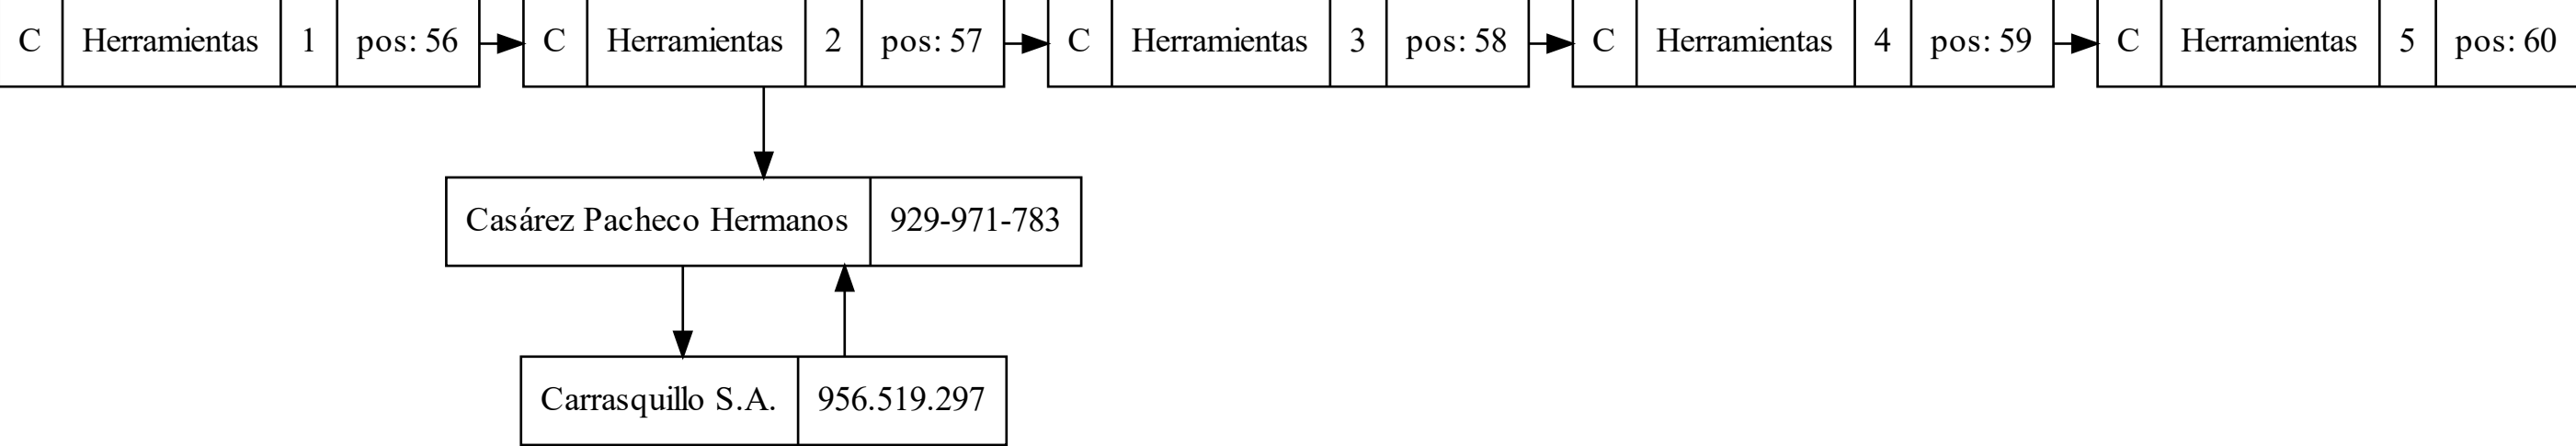 C Herramientas 1 pos: 56 C Herramientas 2 pos: 57 C Herramientas 3 pos: 58 C Herramientas 4 pos: 59 C Herramientas 5 pos: 60
Casárez Pacheco Hermanos 929-971-783
Carrasquillo S.A. 956.519.297